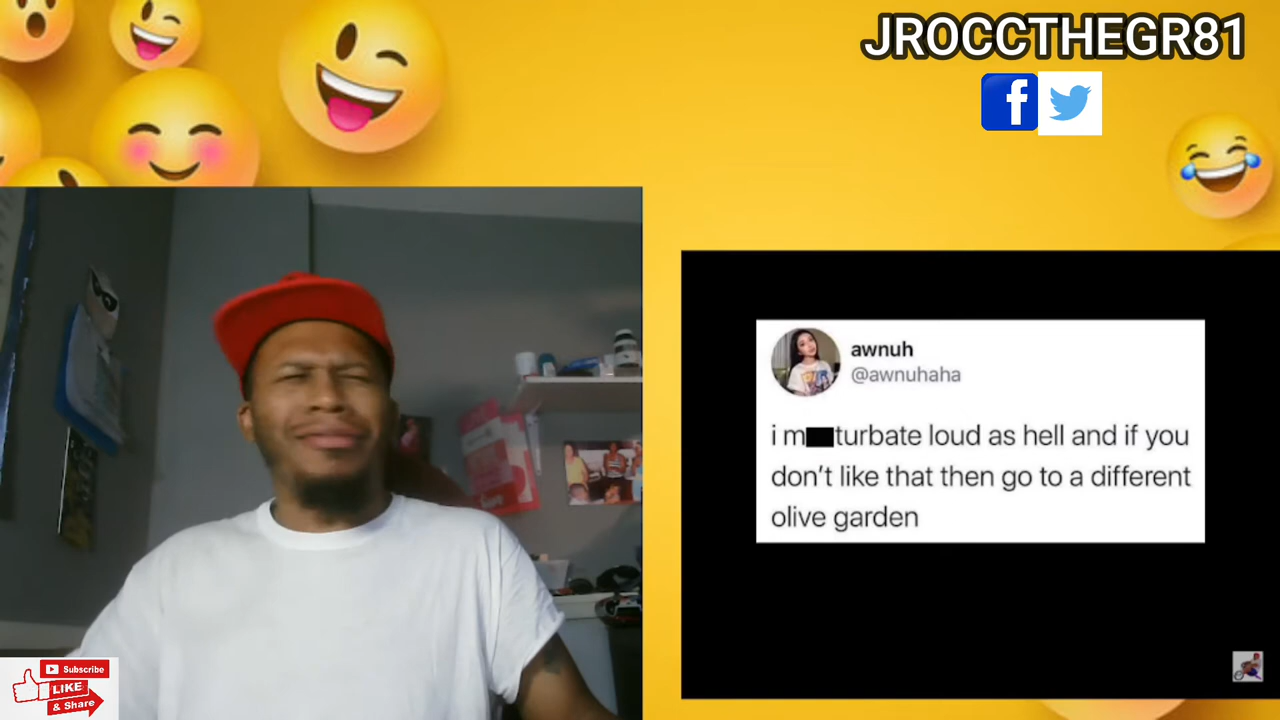 JROCCTHEGR81
awnuh
@awnuhaha
i m turbate loud as hell and if you
don't like that then go to a different
olive garden
Subscribe
LIKE
& Share